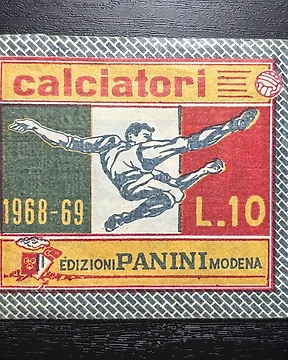 calciatori
1968-69
L.10
EDIZIONI PANINI MODENA